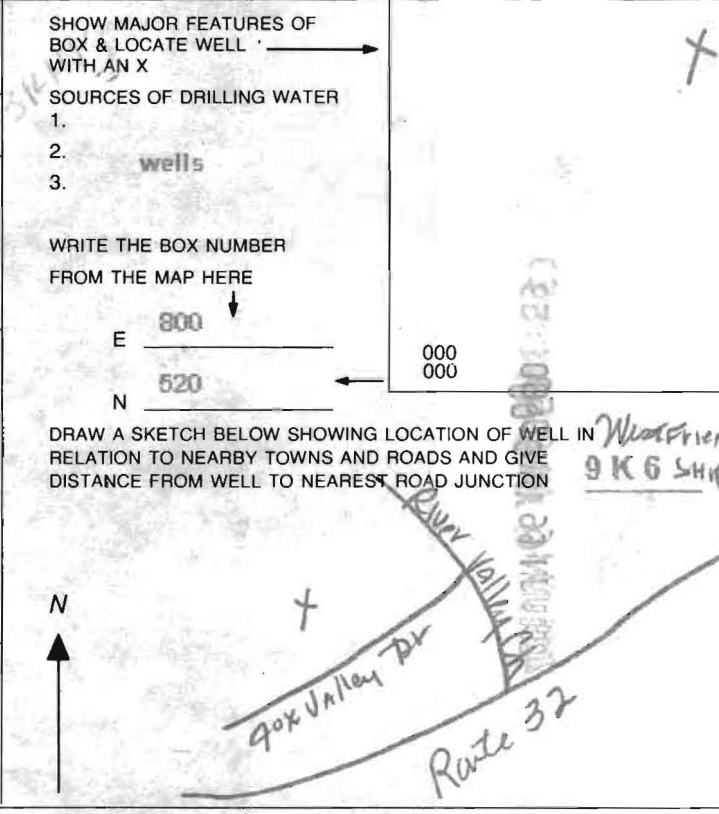 SHOW MAJOR FEATURES OF
BOX & LOCATE WELL
WITH AN X
X
SOURCES OF DRILLING WATER
1.
2. wells
3.
WRITE THE BOX NUMBER
FROM THE MAP HERE
E 800
N 520
000
000
DRAW A SKETCH BELOW SHOWING LOCATION OF WELL IN
RELATION TO NEARBY TOWNS AND ROADS AND GIVE
DISTANCE FROM WELL TO NEAREST ROAD JUNCTION
West Frien
9 K 6 SHIP
River Valley
N
X
Valley Dr
Route 32